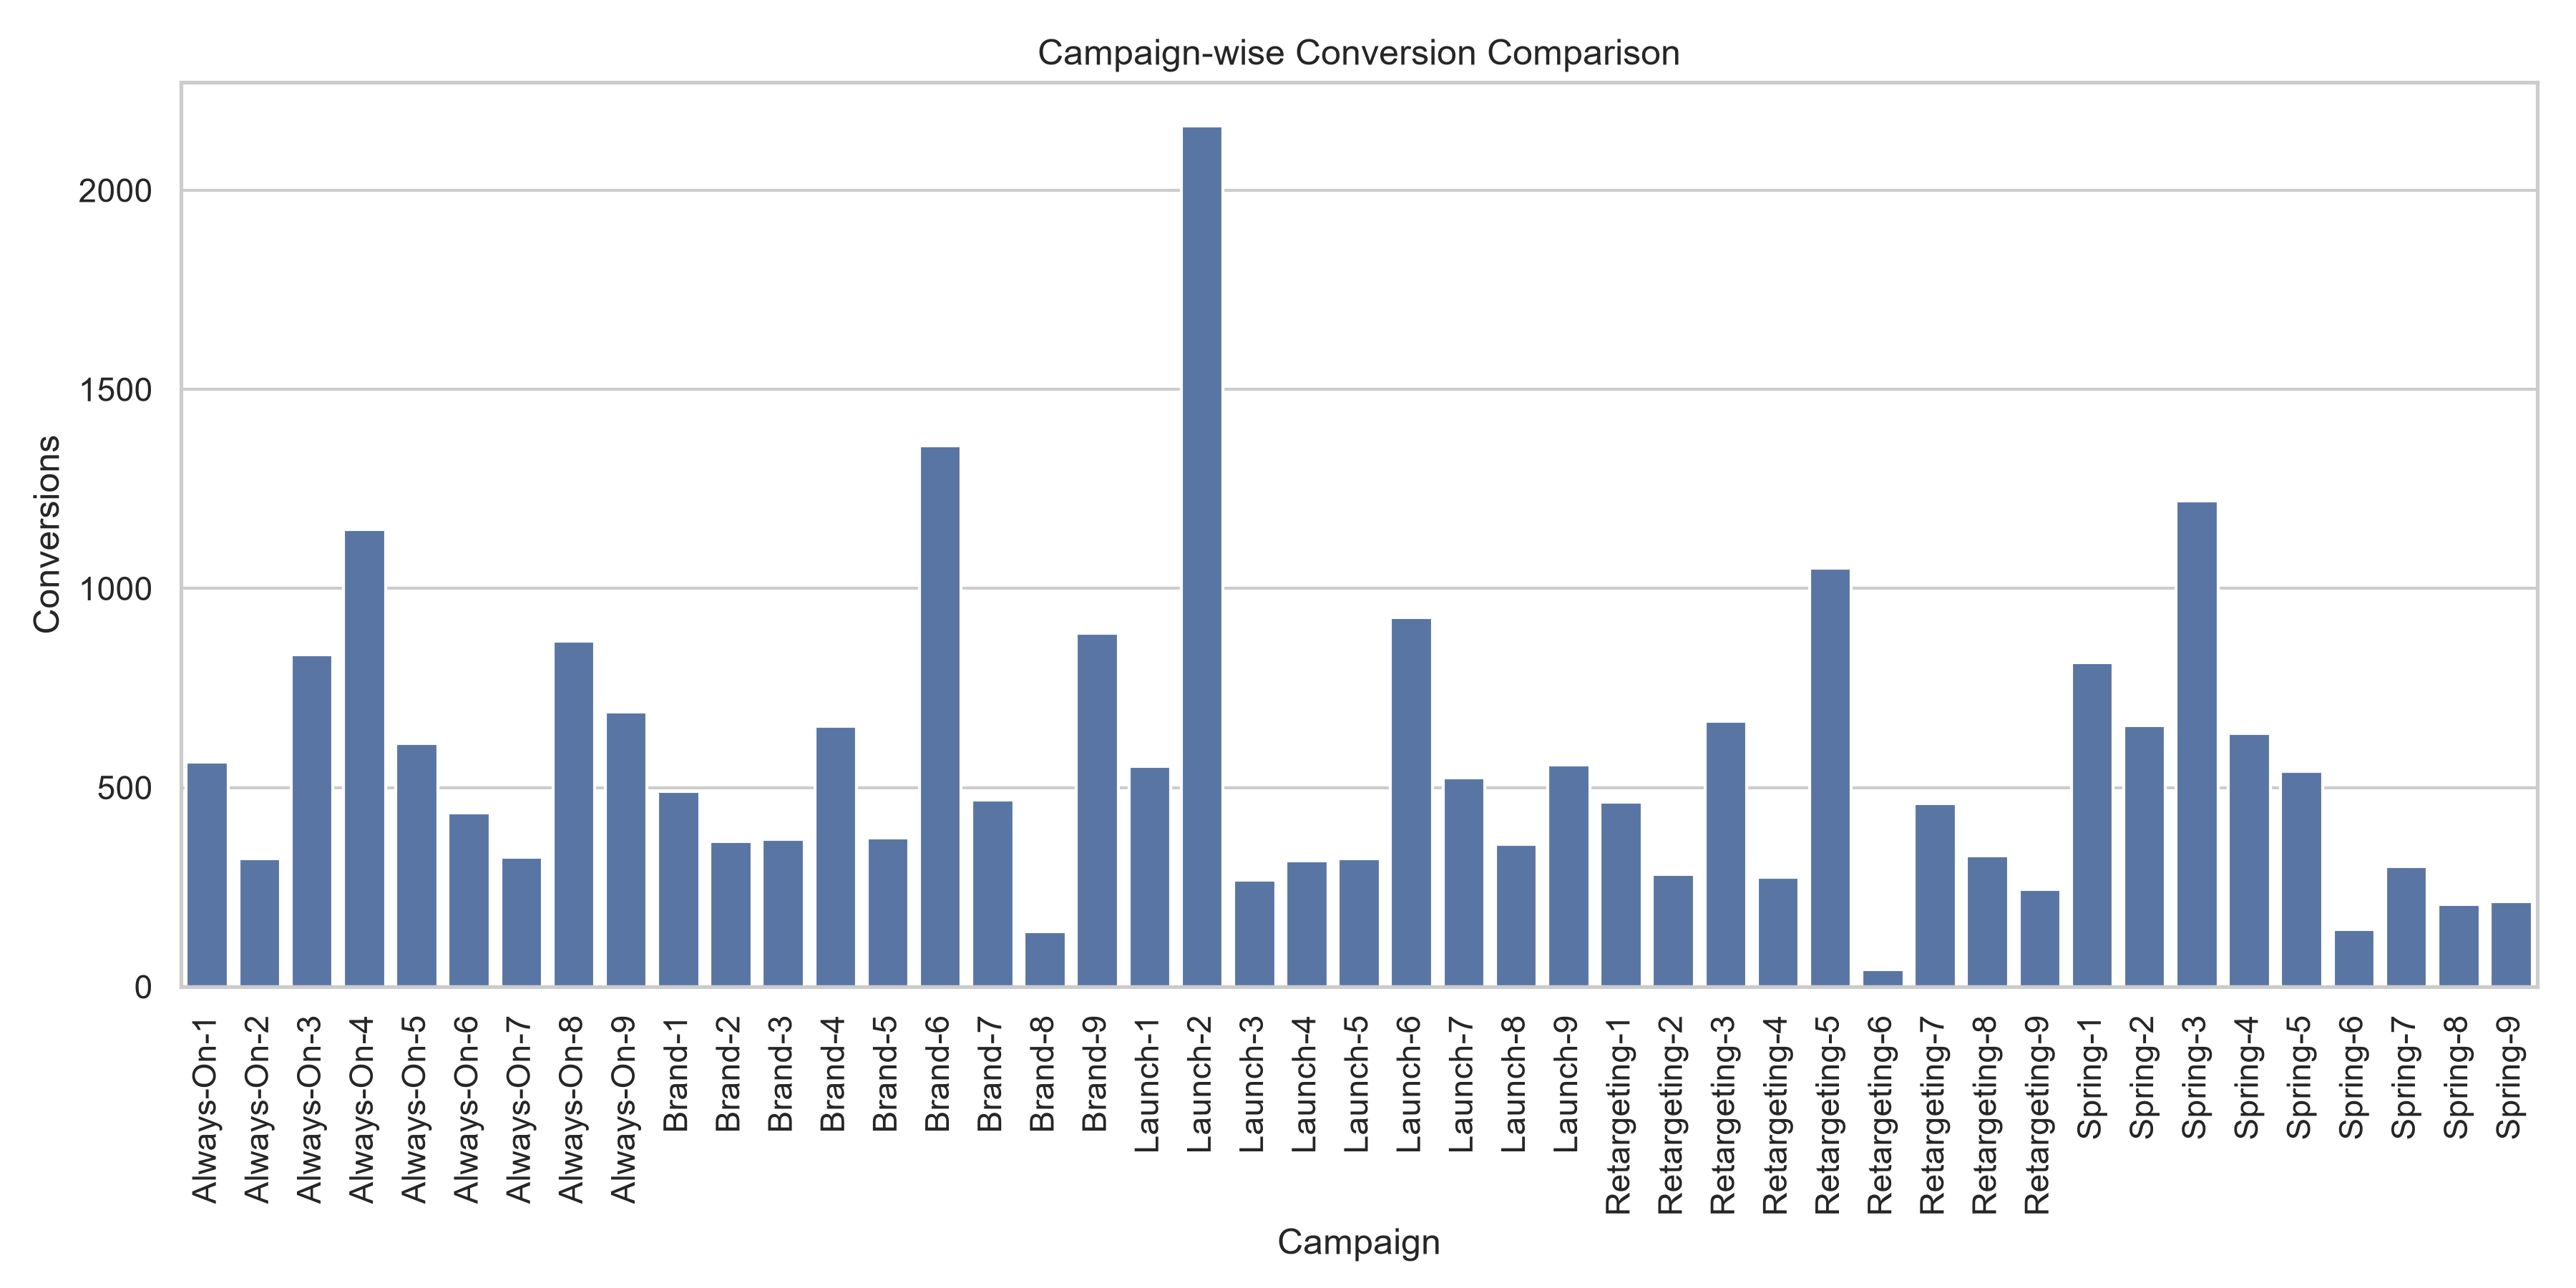 Campaign-wise Conversion Comparison
Conversions
2000
1500
1000
500
0
Always-On-1
Always-On-2
Always-On-3
Always-On-4
Always-On-5
Always-On-6
Always-On-7
Always-On-8
Always-On-9
Brand-1
Brand-2
Brand-3
Brand-4
Brand-5
Brand-6
Brand-7
Brand-8
Brand-9
Launch-1
Launch-2
Launch-3
Launch-4
Launch-5
Launch-6
Launch-7
Launch-8
Launch-9
Retargeting-1
Retargeting-2
Retargeting-3
Retargeting-4
Retargeting-5
Retargeting-6
Retargeting-7
Retargeting-8
Retargeting-9
Spring-1
Spring-2
Spring-3
Spring-4
Spring-5
Spring-6
Spring-7
Spring-8
Spring-9
Campaign